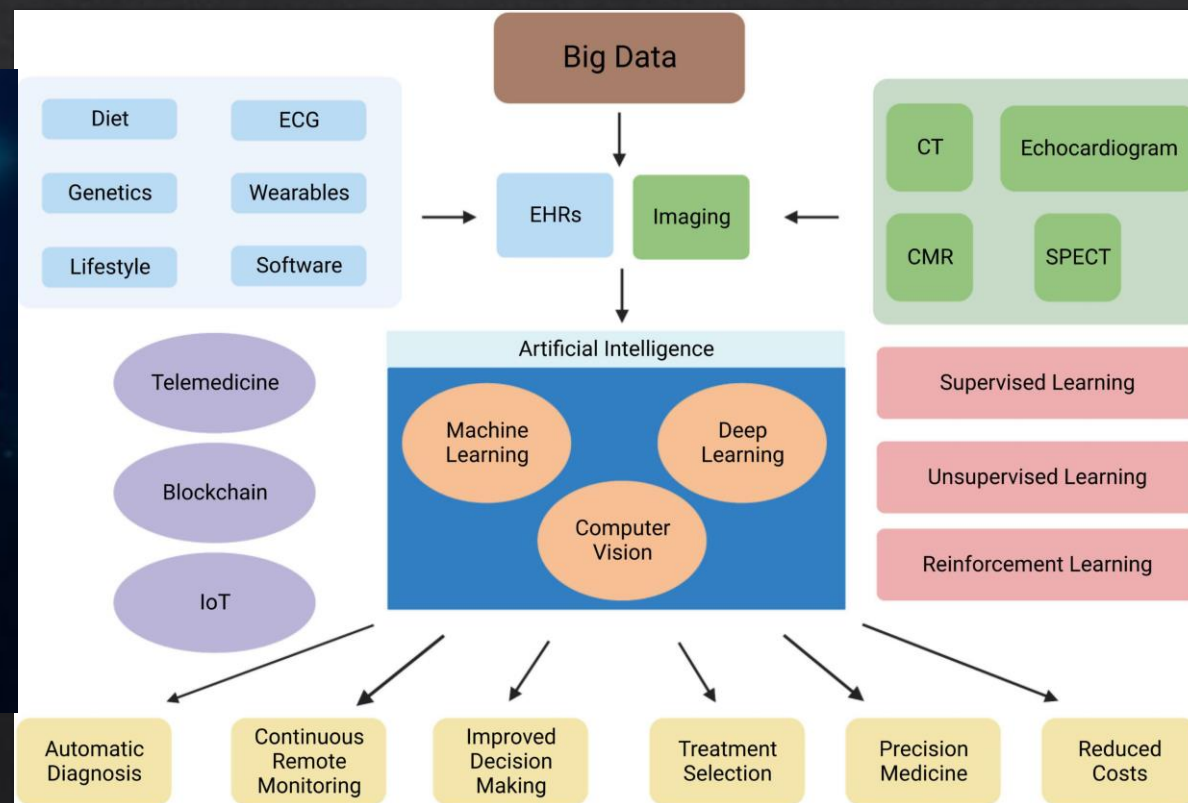 Big Data
Diet
ECG
Genetics
Wearables
Lifestyle
Software
EHRs
Imaging
CT
Echocardiogram
CMR
SPECT
Telemedicine
Blockchain
IoT
Artificial Intelligence
Machine
Learning
Deep
Learning
Computer
Vision
Supervised Learning
Unsupervised Learning
Reinforcement Learning
Automatic
Diagnosis
Continuous
Remote
Monitoring
Improved
Decision
Making
Treatment
Selection
Precision
Medicine
Reduced
Costs